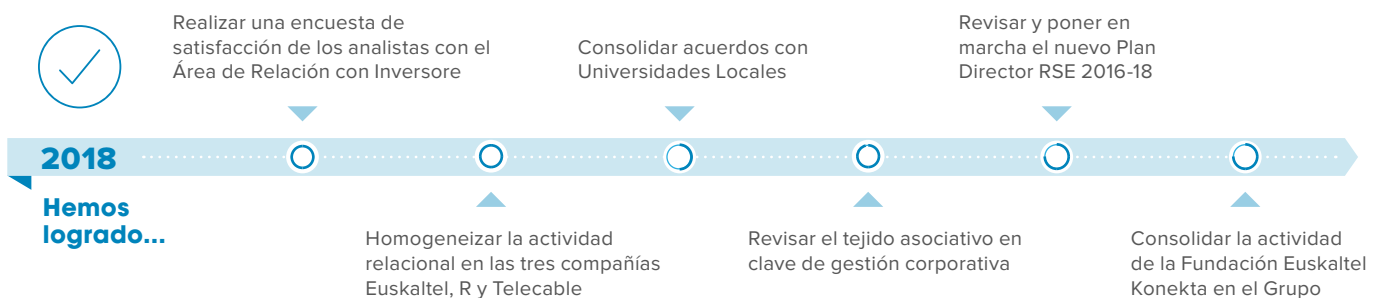 Realizar una encuesta de
satisfacción de los analistas con el
Área de Relación con Inversore
Consolidar acuerdos con
Universidades Locales
Revisar y poner en
marcha el nuevo Plan
Director RSE 2016-18
2018
Hemos
logrado...
Homogeneizar la actividad
relacional en las tres compañías
Euskaltel, R y Telecable
Revisar el tejido asociativo en
clave de gestión corporativa
Consolidar la actividad
de la Fundación Euskaltel
Konekta en el Grupo